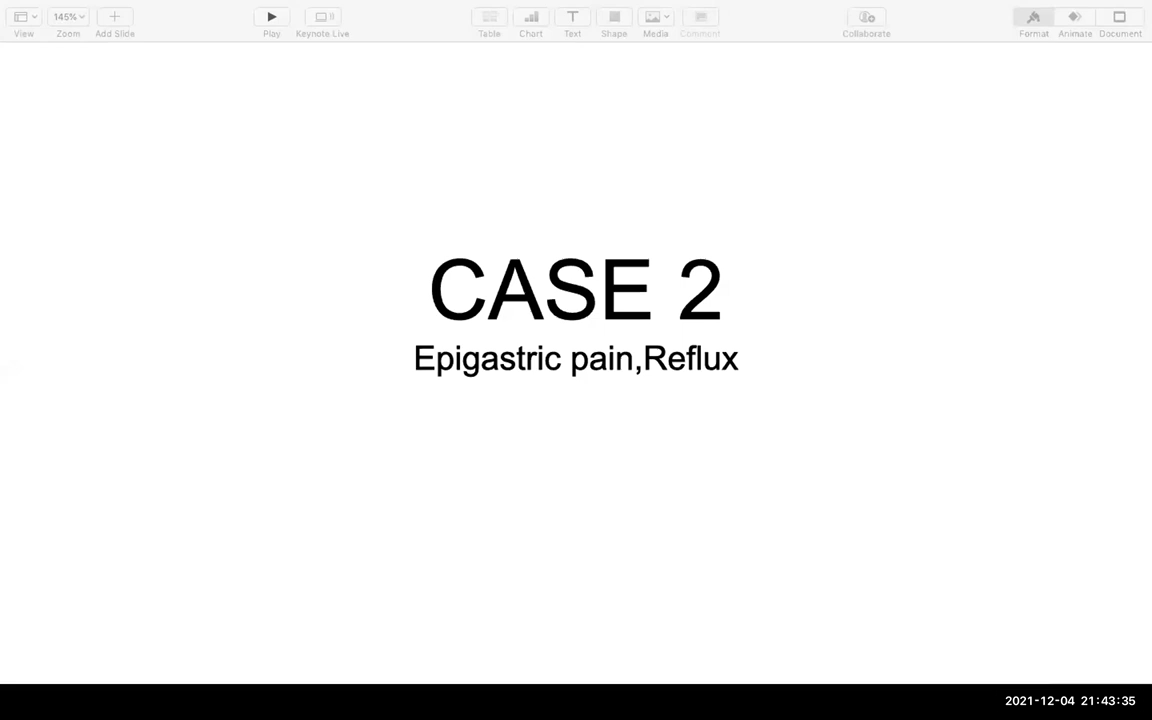 145%
View
Zoom
Add Slide
Play
Keynote Live
Table
Chart
Text
Shape
Media
Comment
Collaborate
Format
Animate
Document
CASE 2
Epigastric pain,Reflux
2021-12-04 21:43:35